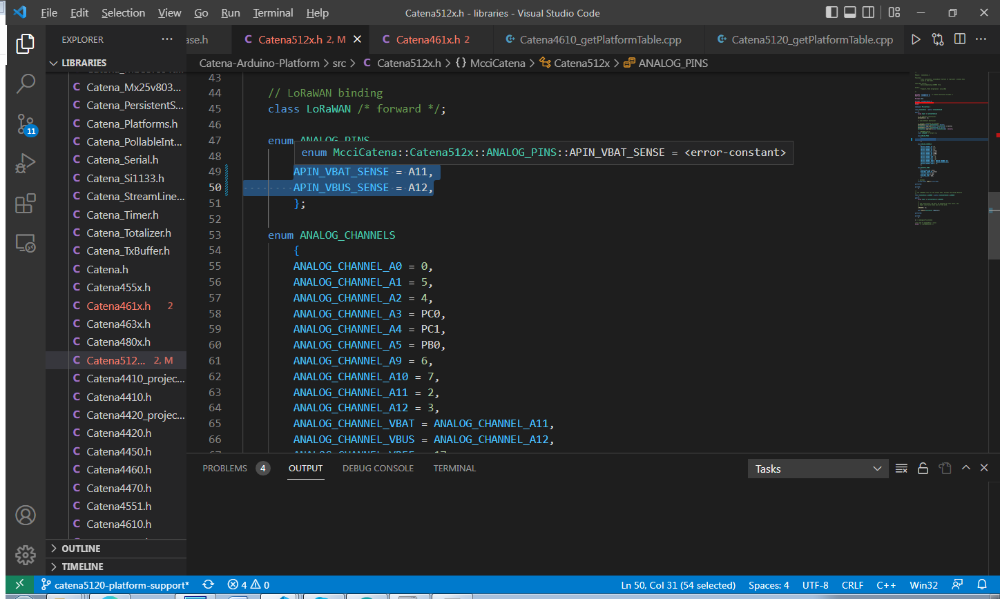 File Edit Selection View Go Run Terminal Help
Catena512x.h - libraries - Visual Studio Code
EXPLORER
ase.h
Catena512x.h 2, M
Catena461x.h 2
Catena4610_getPlatformTable.cpp
Catena5120_getPlatformTable.cpp
LIBRARIES
Catena-Arduino-Platform > src > C Catena512x.h > {} McciCatena > Catena512x > ANALOG_PINS
C Catena_Mx25v803...
C Catena_PersistentS...
C Catena_Platforms.h
C Catena_PollableInt...
C Catena_Serial.h
C Catena_Si1133.h
C Catena_StreamLine...
C Catena_Timer.h
C Catena_Totalizer.h
C Catena_TxBuffer.h
C Catena.h
C Catena455x.h
C Catena461x.h 2
C Catena463x.h
C Catena480x.h
C Catena512... 2, M
C Catena4410_projec...
C Catena4410.h
C Catena4420_projec...
C Catena4420.h
C Catena4450.h
C Catena4460.h
C Catena4470.h
C Catena4551.h
C Catena4610.h
OUTLINE
TIMELINE
11
43
44 // LoRaWAN binding
45 class LoRaWAN /* forward */;
46
47 enum ANALOG_PINS
enum McciCatena::Catena512x::ANALOG_PINS::APIN_VBAT_SENSE = <error-constant>
48
49 APIN_VBAT_SENSE = A11,
50 APIN_VBUS_SENSE = A12,
51 };
52
53 enum ANALOG_CHANNELS
54 {
55 ANALOG_CHANNEL_A0 = 0,
56 ANALOG_CHANNEL_A1 = 5,
57 ANALOG_CHANNEL_A2 = 4,
58 ANALOG_CHANNEL_A3 = PC0,
59 ANALOG_CHANNEL_A4 = PC1,
60 ANALOG_CHANNEL_A5 = PB0,
61 ANALOG_CHANNEL_A9 = 6,
62 ANALOG_CHANNEL_A10 = 7,
63 ANALOG_CHANNEL_A11 = 2,
64 ANALOG_CHANNEL_A12 = 3,
65 ANALOG_CHANNEL_VBAT = ANALOG_CHANNEL_A11,
66 ANALOG_CHANNEL_VBUS = ANALOG_CHANNEL_A12,
PROBLEMS 4 OUTPUT DEBUG CONSOLE TERMINAL
Tasks
catena5120-platform-support* 4 0
Ln 50, Col 31 (54 selected) Spaces: 4 UTF-8 CRLF C++ Win32